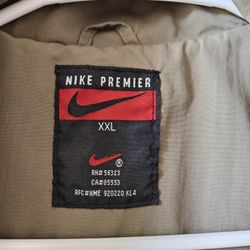 NIKE PREMIER
XXL
®
RN# 56323
CA# 05553
RFC# NME 920220 KL4